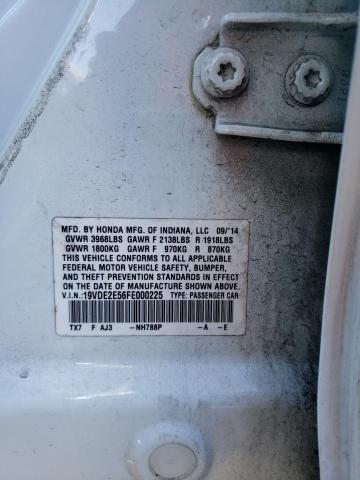 MFD. BY HONDA MFG. OF INDIANA, LLC 09/'14
GVWR 3968LBS GAWR F 2138LBS R 1918LBS
GVWR 1800KG GAWR F 970KG R 870KG
THIS VEHICLE CONFORMS TO ALL APPLICABLE
FEDERAL MOTOR VEHICLE SAFETY, BUMPER,
AND THEFT PREVENTION STANDARDS IN EFFECT
ON THE DATE OF MANUFACTURE SHOWN ABOVE.
V.I.N.: 19VDE2E56FE000225 TYPE: PASSENGER CAR
TX7 F AJ3 -NH788P -A -E